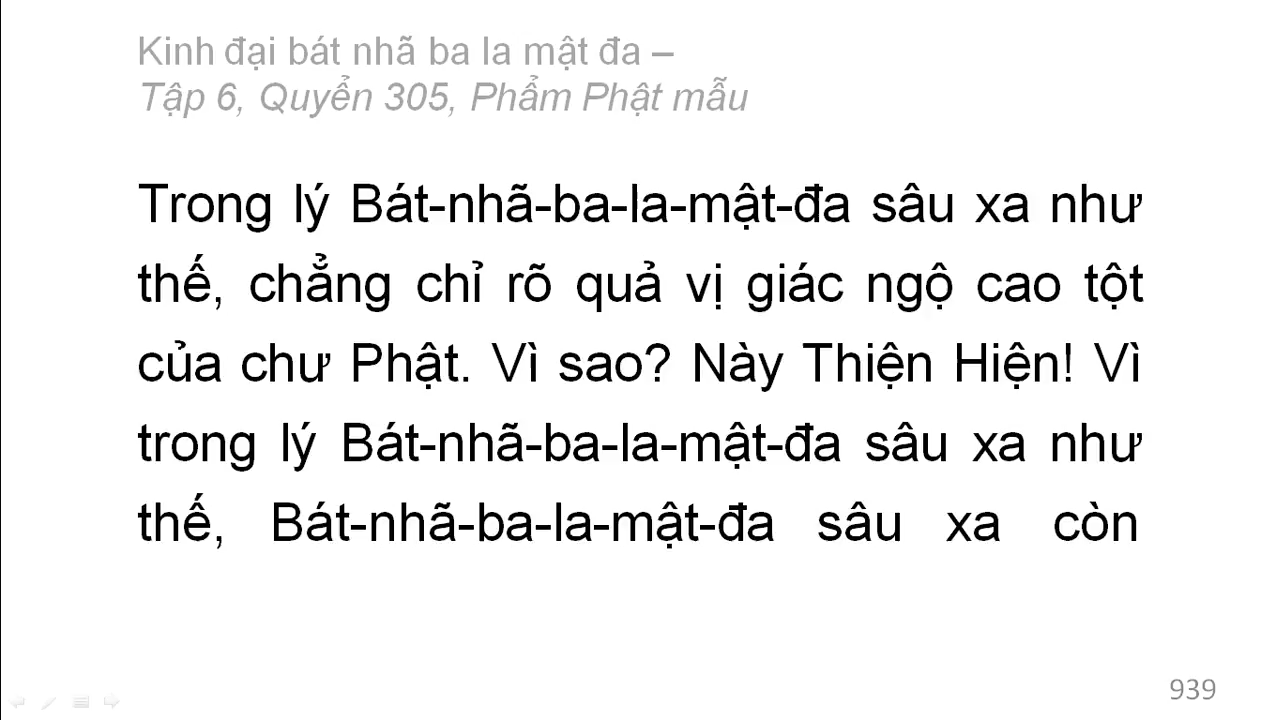 Kinh đại bát nhã ba la mật đa –
Tập 6, Quyển 305, Phẩm Phật mẫu
Trong lý Bát-nhã-ba-la-mật-đa sâu xa như
thế, chẳng chỉ rõ quả vị giác ngộ cao tột
của chư Phật. Vì sao? Này Thiện Hiện! Vì
trong lý Bát-nhã-ba-la-mật-đa sâu xa như
thế, Bát-nhã-ba-la-mật-đa sâu xa còn
939